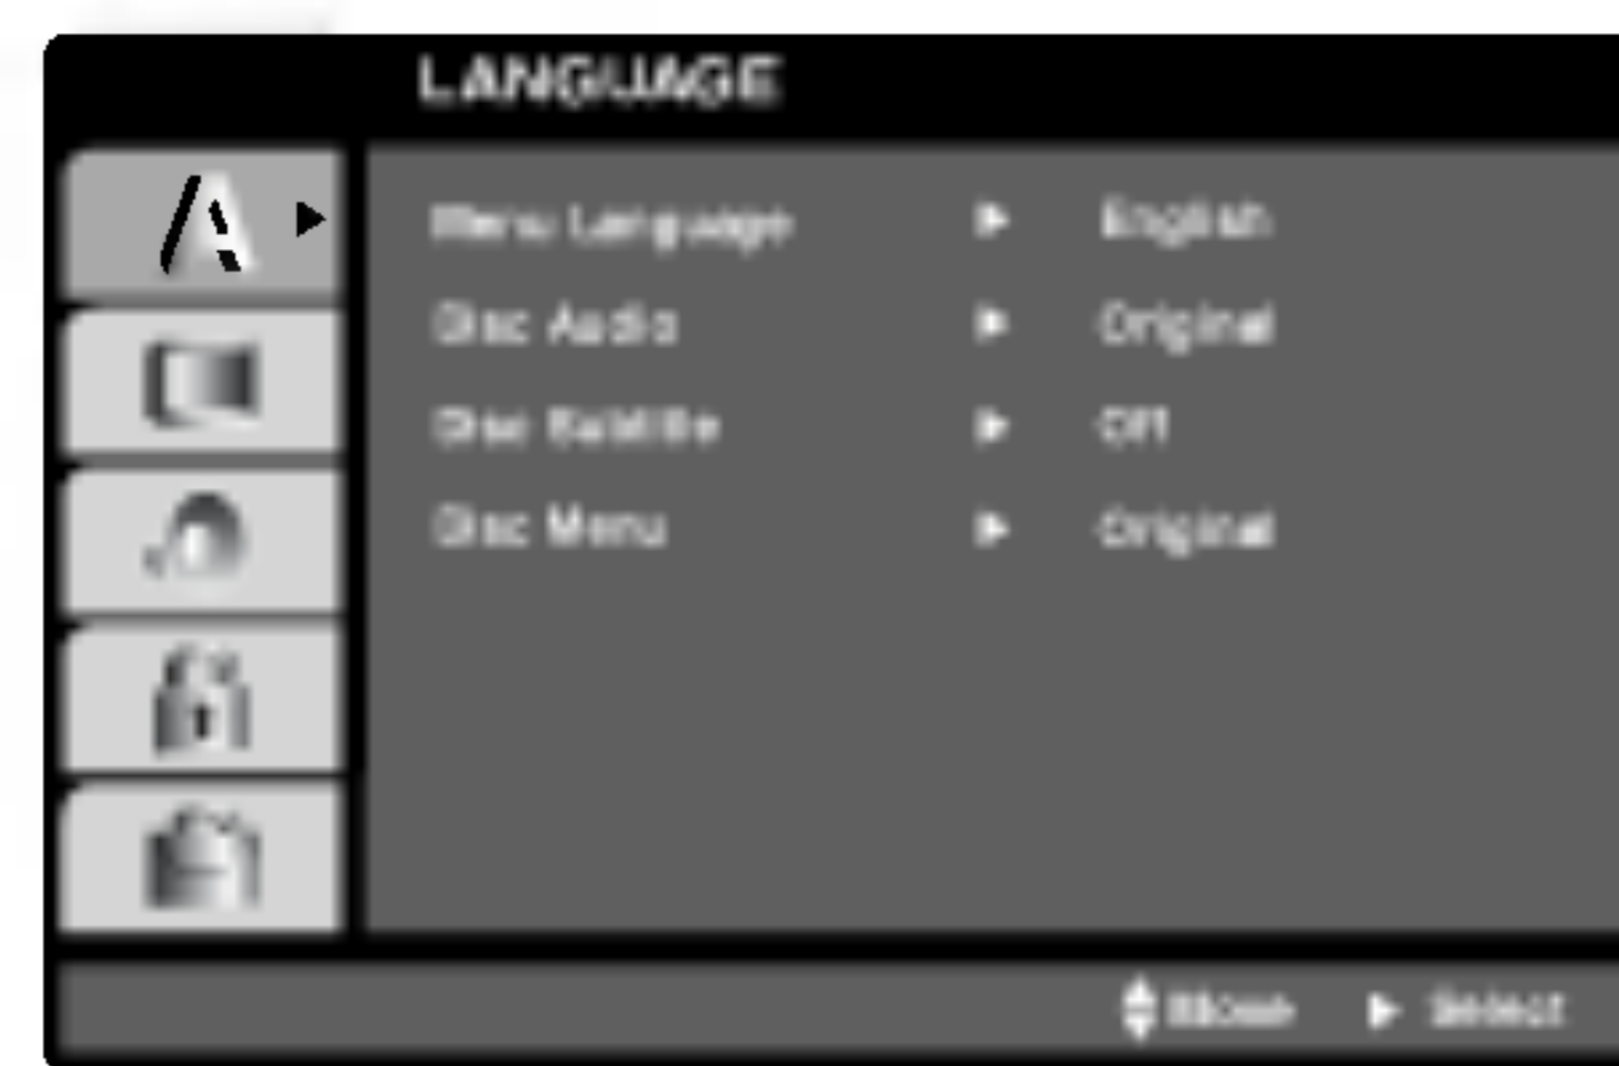 LANGUAGE
Menu Language English
Disc Audio Original
Disc Subtitle Off
Disc Menu Original
Move Select